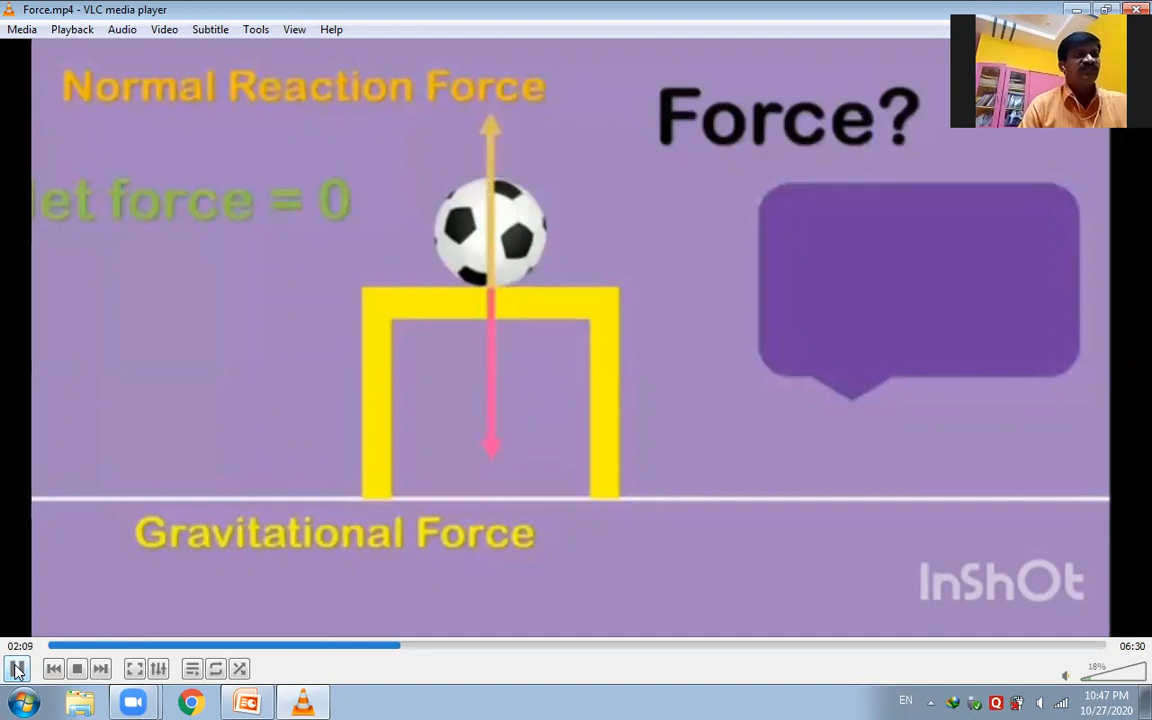 Force.mp4 - VLC media player
Media Playback Audio Video Subtitle Tools View Help
Normal Reaction Force
Force?
et force = 0
Gravitational Force
InShOt
02:09
06:30
18%
EN
10:47 PM
10/27/2020